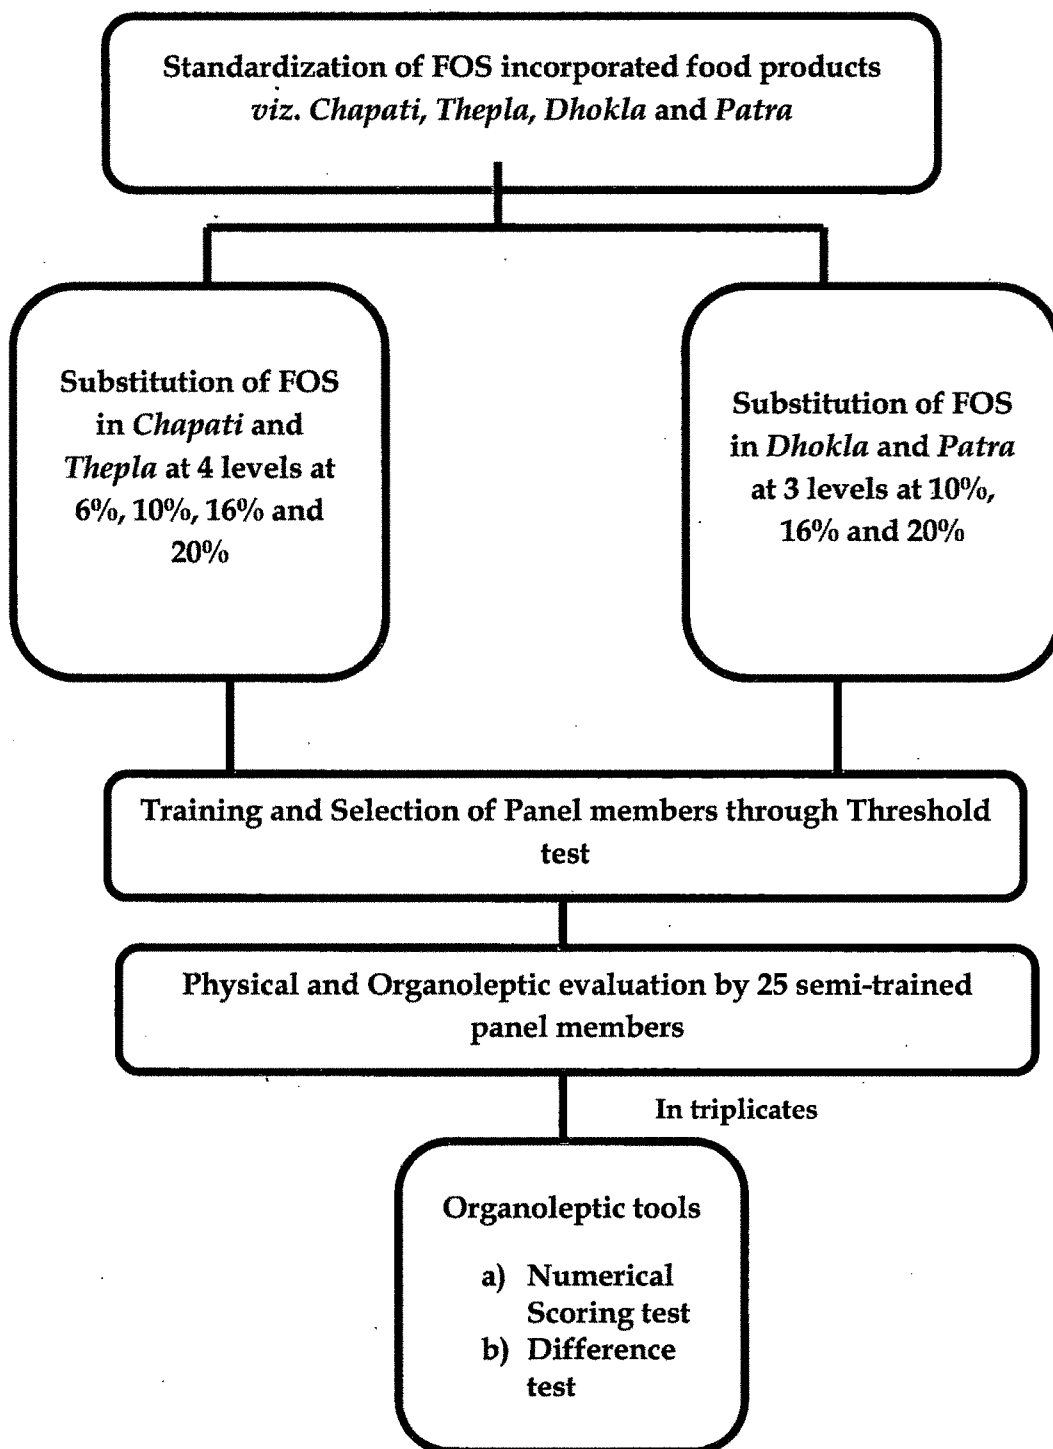 Standardization of FOS incorporated food products
viz. Chapati, Thepla, Dhokla and Patra
Substitution of FOS
in Chapati and
Thepla at 4 levels at
6%, 10%, 16% and
20%
Substitution of FOS
in Dhokla and Patra
at 3 levels at 10%,
16% and 20%
Training and Selection of Panel members through Threshold
test
Physical and Organoleptic evaluation by 25 semi-trained
panel members
In triplicates
Organoleptic tools
a) Numerical
Scoring test
b) Difference
test